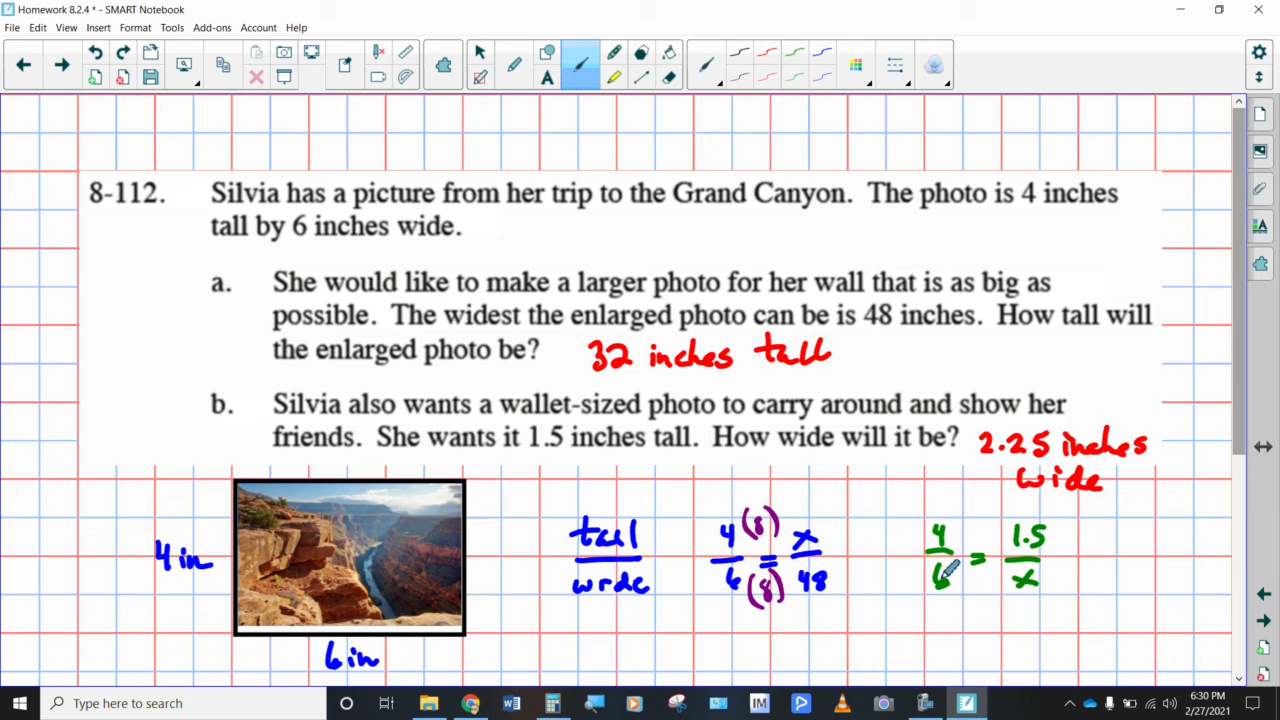 Homework 8.2.4 * - SMART Notebook
File Edit View Insert Format Tools Add-ons Account Help
8-112. Silvia has a picture from her trip to the Grand Canyon. The photo is 4 inches
tall by 6 inches wide.
a. She would like to make a larger photo for her wall that is as big as
possible. The widest the enlarged photo can be is 48 inches. How tall will
the enlarged photo be? 32 inches tall
b. Silvia also wants a wallet-sized photo to carry around and show her
friends. She wants it 1.5 inches tall. How wide will it be? 2.25 inches
wide
4 in
6 in
tall
wide
4 (8) = x
6 (8) 48
4 = 1.5
6 x
Type here to search
6:30 PM
2/27/2021